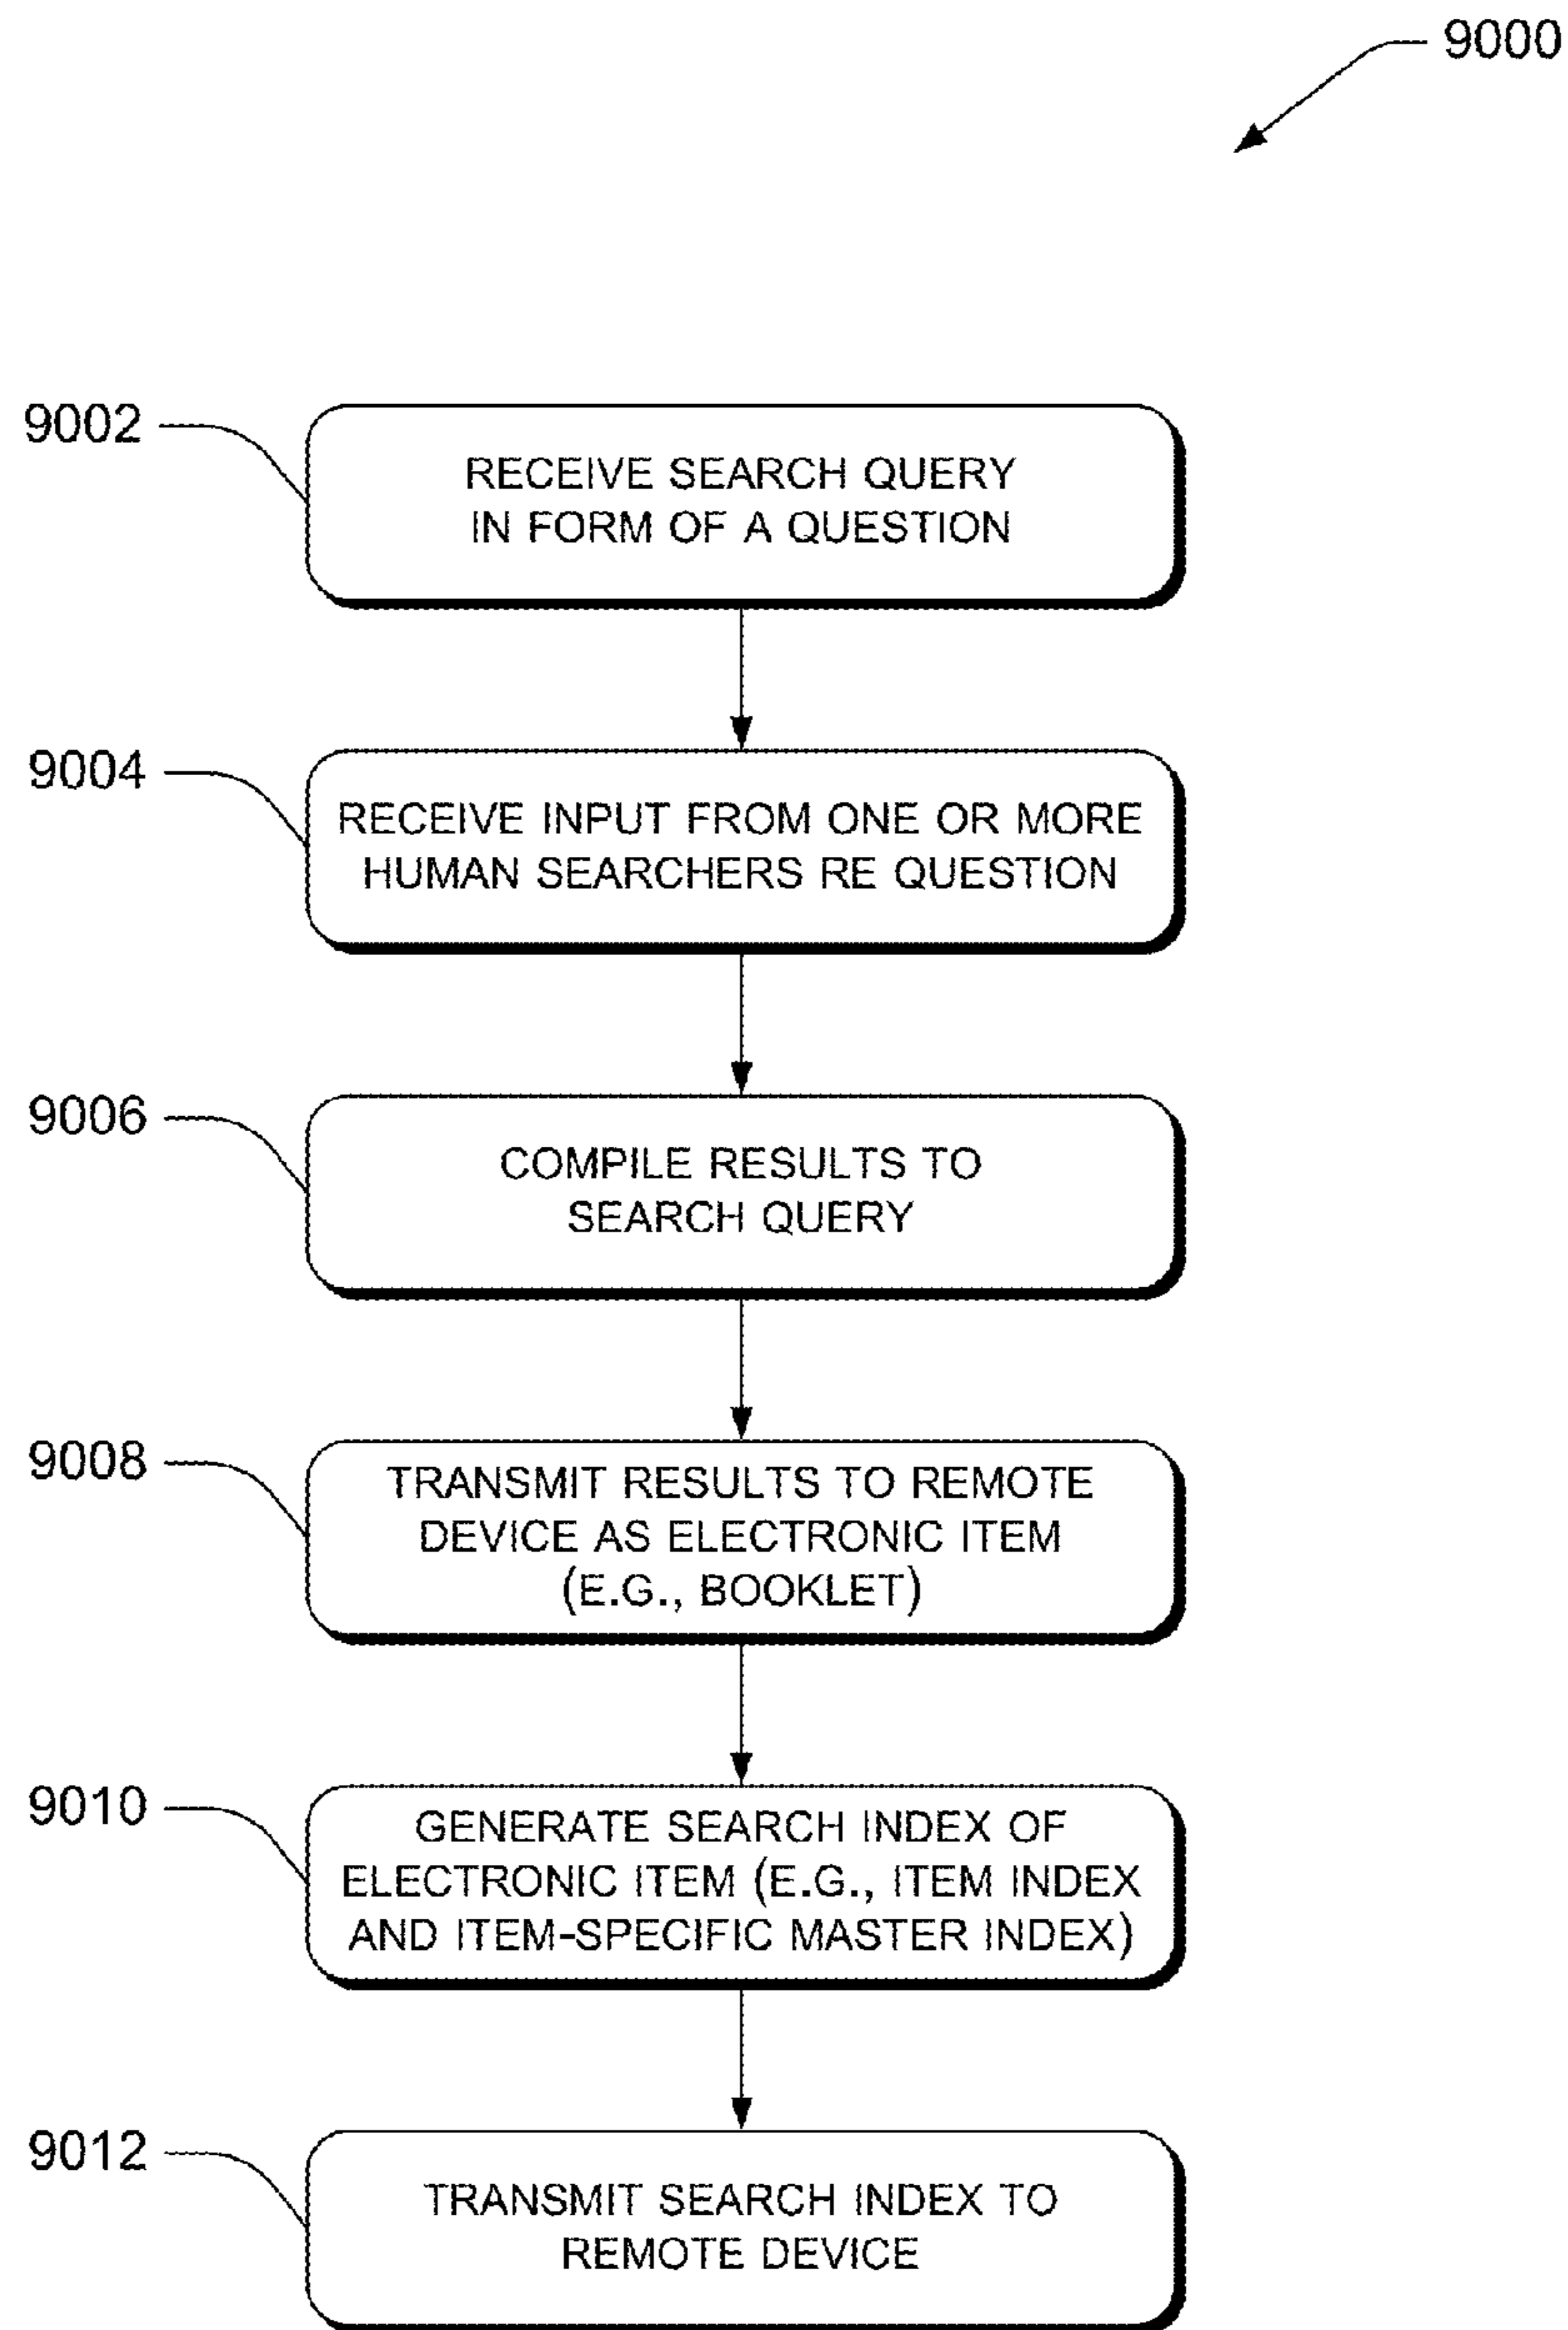 9000
9002
RECEIVE SEARCH QUERY
IN FORM OF A QUESTION
9004
RECEIVE INPUT FROM ONE OR MORE
HUMAN SEARCHERS RE QUESTION
9006
COMPILE RESULTS TO
SEARCH QUERY
9008
TRANSMIT RESULTS TO REMOTE
DEVICE AS ELECTRONIC ITEM
(E.G., BOOKLET)
9010
GENERATE SEARCH INDEX OF
ELECTRONIC ITEM (E.G., ITEM INDEX
AND ITEM-SPECIFIC MASTER INDEX)
9012
TRANSMIT SEARCH INDEX TO
REMOTE DEVICE